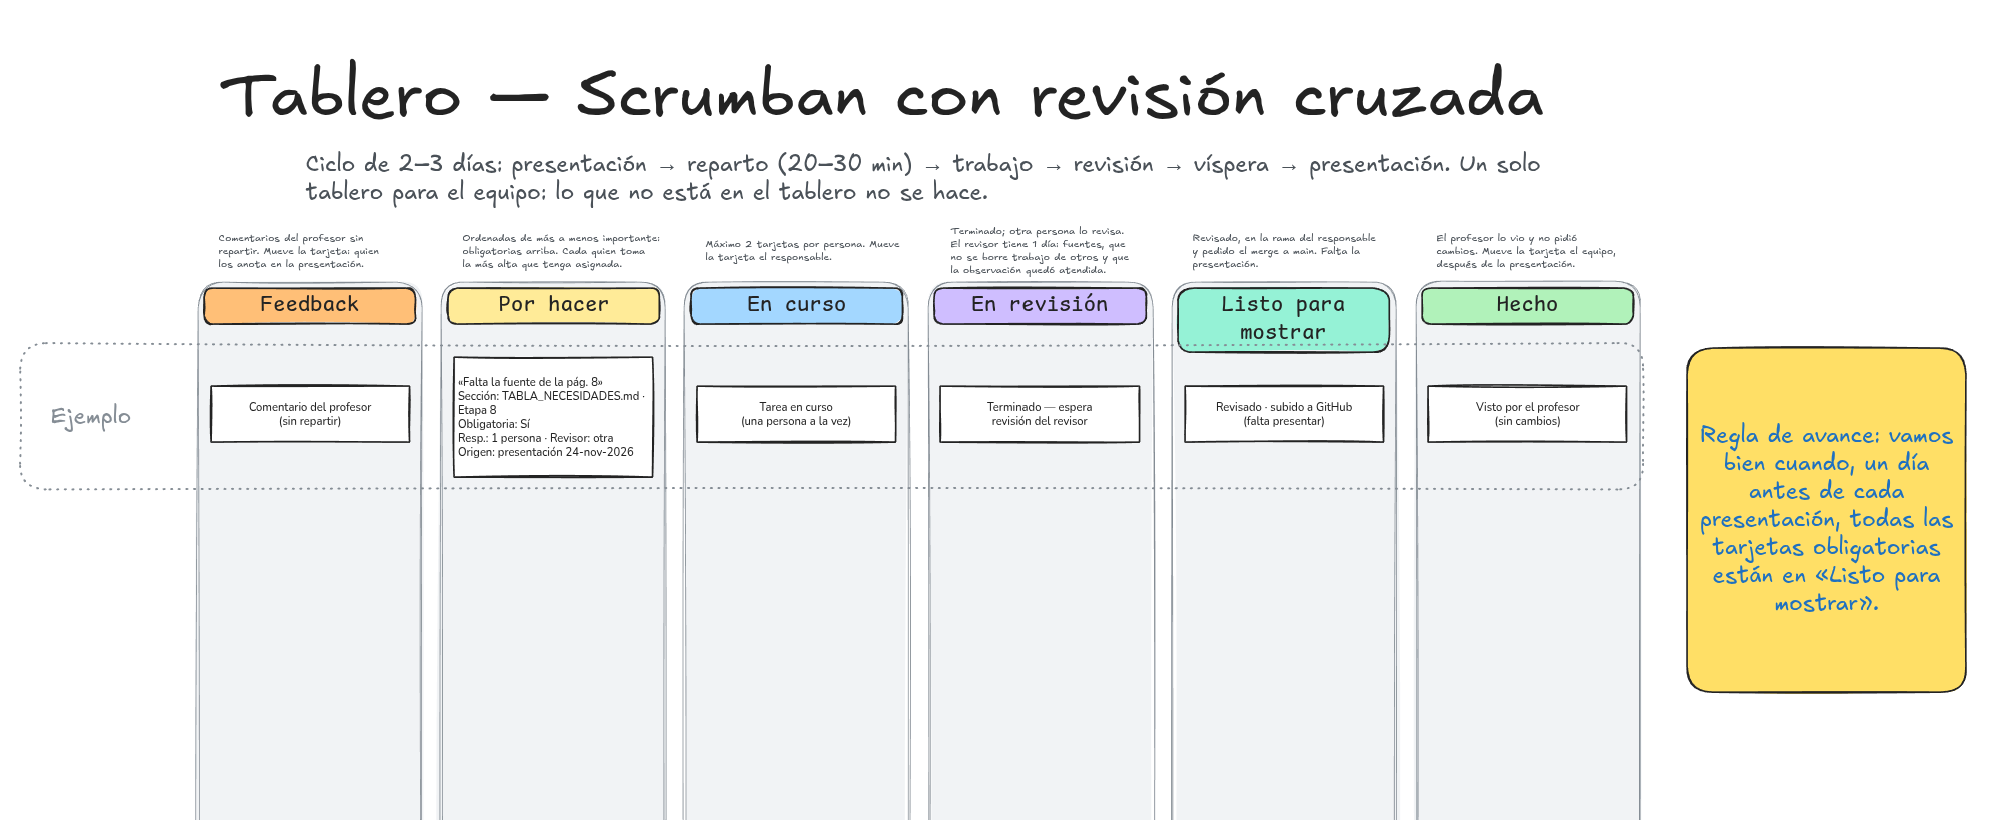 Tablero — Scrumban con revisión cruzada
Ciclo de 2–3 días: presentación → reparto (20–30 min) → trabajo → revisión → víspera → presentación. Un solo
tablero para el equipo: lo que no está en el tablero no se hace.
Comentarios del profesor sin
repartir. Mueve la tarjeta: quien
los anota en la presentación.
Ordenadas de más a menos importante:
obligatorias arriba. Cada quien toma
la más alta que tenga asignada.
Máximo 2 tarjetas por persona. Mueve
la tarjeta el responsable.
Terminado; otra persona lo revisa.
El revisor tiene 1 día: fuentes, que
no se borre trabajo de otros y que
la observación quedó atendida.
Revisado, en la rama del responsable
y pedido el merge a main. Falta la
presentación.
El profesor lo vio y no pidió
cambios. Mueve la tarjeta el equipo,
después de la presentación.
Feedback
Por hacer
En curso
En revisión
Listo para
mostrar
Hecho
Ejemplo
Comentario del profesor
(sin repartir)
«Falta la fuente de la pág. 8»
Sección: TABLA_NECESIDADES.md ·
Etapa 8
Obligatoria: Sí
Resp.: 1 persona · Revisor: otra
Origen: presentación 24-nov-2026
Tarea en curso
(una persona a la vez)
Terminado — espera
revisión del revisor
Revisado · subido a GitHub
(falta presentar)
Visto por el profesor
(sin cambios)
Regla de avance: vamos
bien cuando, un día
antes de cada
presentación, todas las
tarjetas obligatorias
están en «Listo para
mostrar».